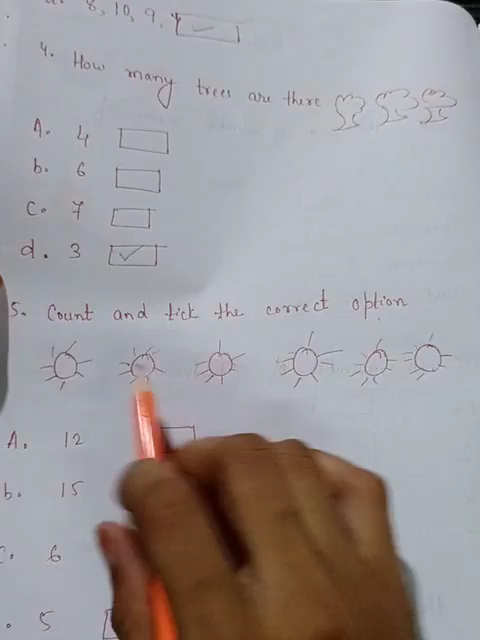 8, 10, 9,
4. How many trees are there
A. 4
b. 6
c. 7
d. 3
5. Count and tick the correct option
A. 12
b. 15
c. 6
. 5